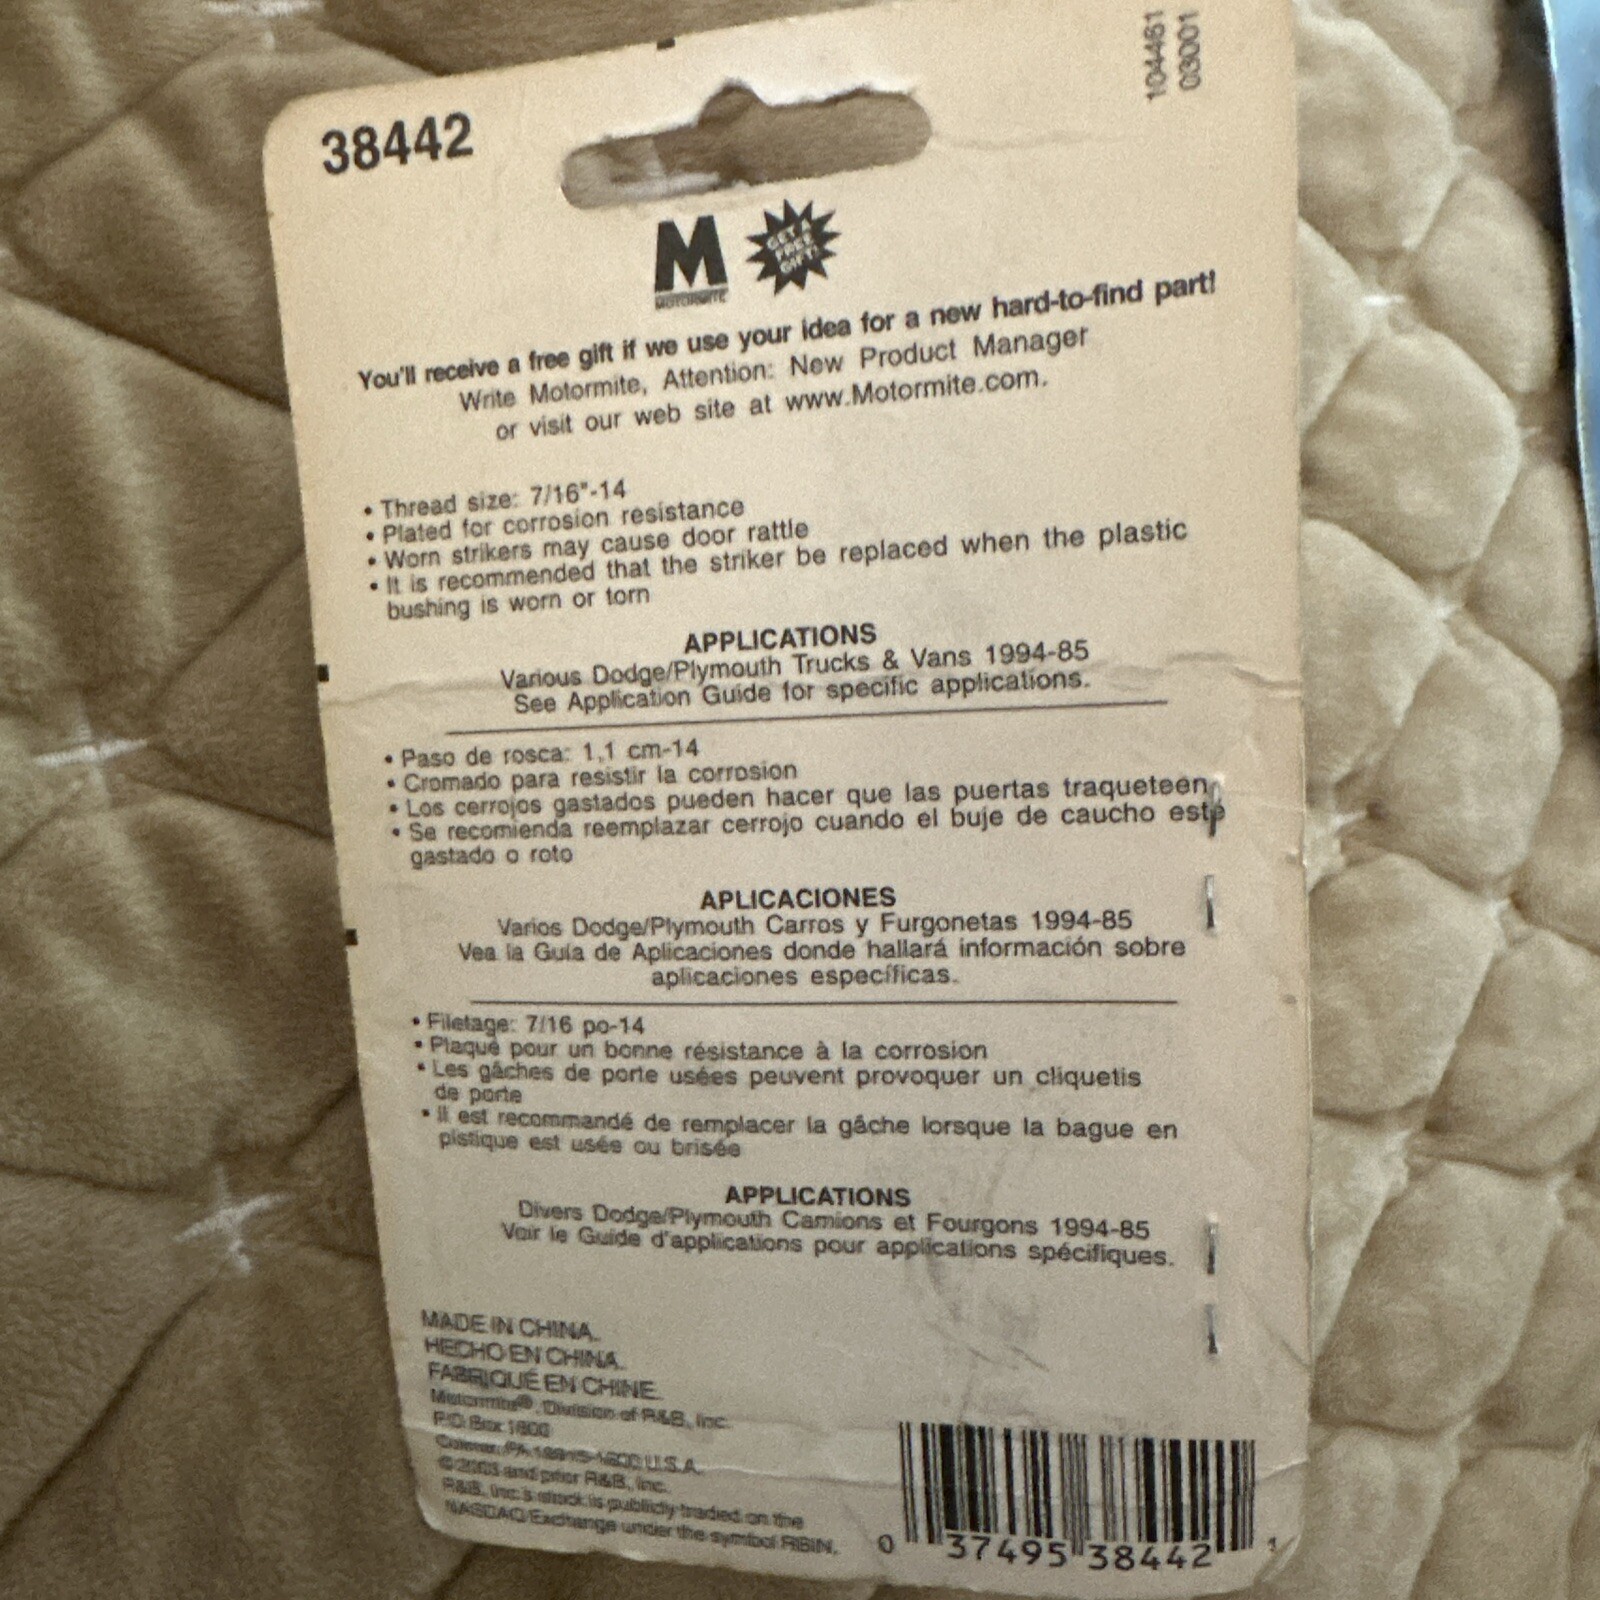 38442
104461
03001
M
MOTORMITE
GET A
FREE
GIFT!
You'll receive a free gift if we use your idea for a new hard-to-find part!
Write Motormite, Attention: New Product Manager
or visit our web site at www.Motormite.com.
• Thread size: 7/16"-14
• Plated for corrosion resistance
• Worn strikers may cause door rattle
• It is recommended that the striker be replaced when the plastic
bushing is worn or torn
APPLICATIONS
Various Dodge/Plymouth Trucks & Vans 1994-85
See Application Guide for specific applications.
• Paso de rosca: 1,1 cm-14
• Cromado para resistir la corrosion
• Los cerrojos gastados pueden hacer que las puertas traqueteen
• Se recomienda reemplazar cerrojo cuando el buje de caucho esté
gastado o roto
APLICACIONES
Varios Dodge/Plymouth Carros y Furgonetas 1994-85
Vea la Guía de Aplicaciones donde hallará información sobre
aplicaciones específicas.
• Filetage: 7/16 po-14
• Plaqué pour un bonne résistance à la corrosion
• Les gâches de porte usées peuvent provoquer un cliquetis
de porte
• Il est recommandé de remplacer la gâche lorsque la bague en
plstique est usée ou brisée
APPLICATIONS
Divers Dodge/Plymouth Camions et Fourgons 1994-85
Voir le Guide d'applications pour applications spécifiques.
MADE IN CHINA.
HECHO EN CHINA.
FABRIQUÉ EN CHINE.
Motormite®, Division of R&B, Inc.
P.O. Box 1800
Colmar, PA 18915-1800 U.S.A.
© 2003 and prior R&B, Inc.
R&B, Inc.'s stock is publicly traded on the
NASDAQ Exchange under the symbol RBIN.
0 37495 38442 1